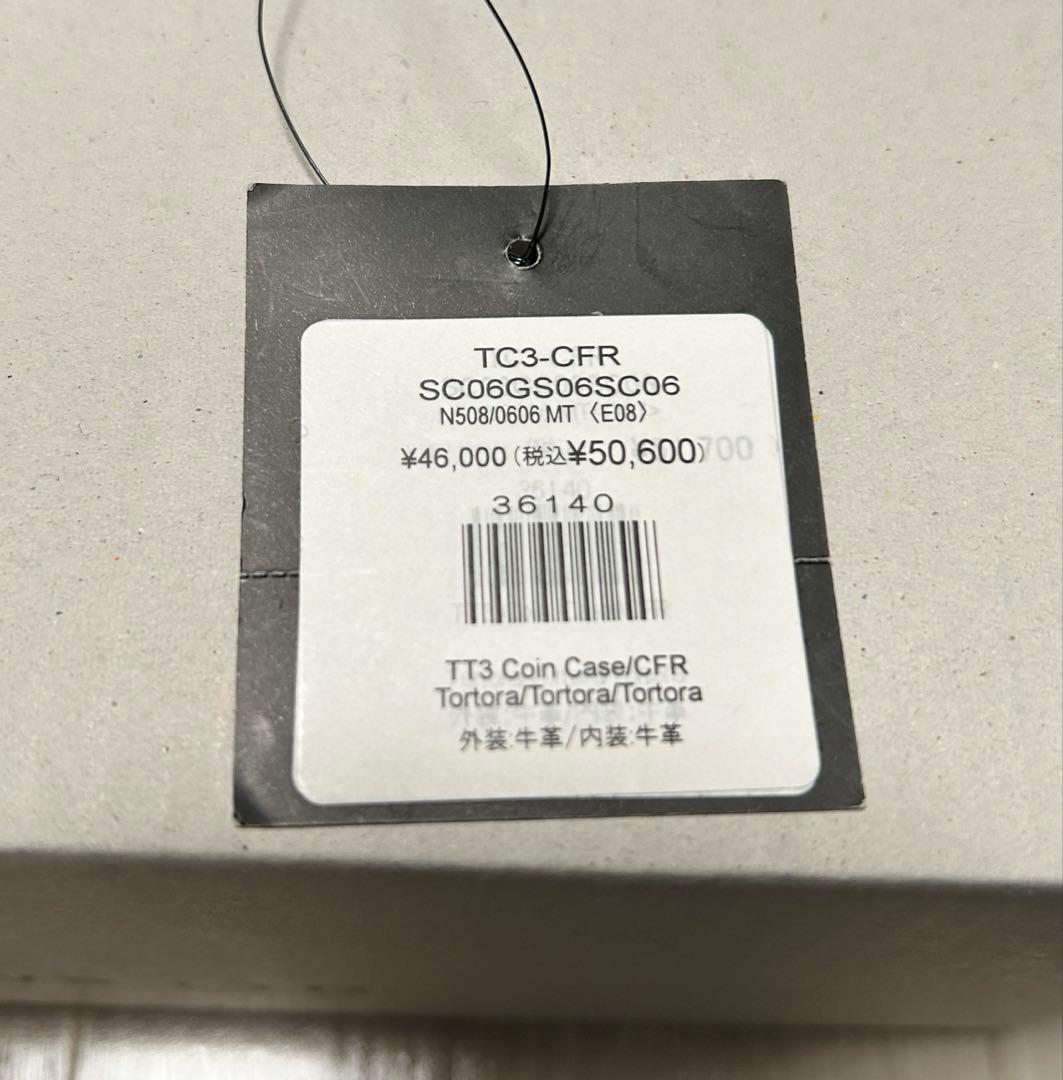 TC3-CFR
SC06GS06SC06
N508/0606 MT〈E08〉
¥46,000(税込¥50,600)
36140
TT3 Coin Case/CFR
Tortora/Tortora/Tortora
外装:牛革/内装:牛革